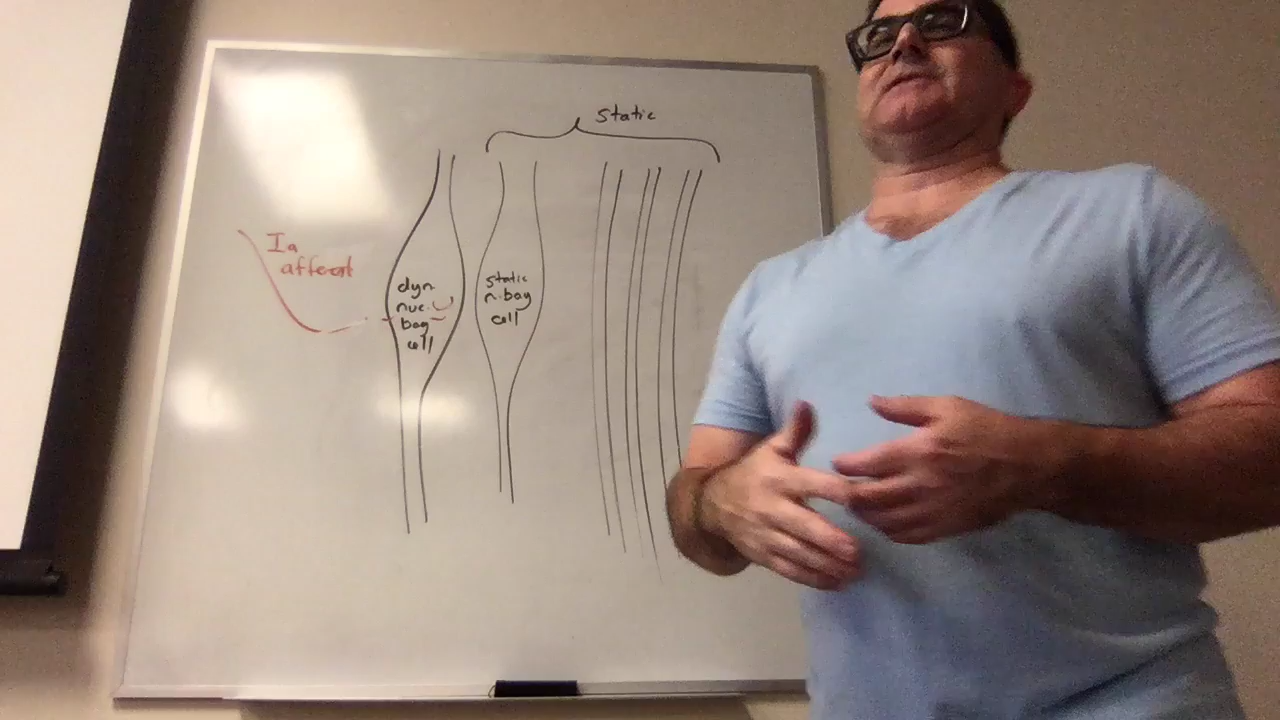 Static
Ia
afferent
dyn
nuc.
bag
cell
static
n.bag
cell